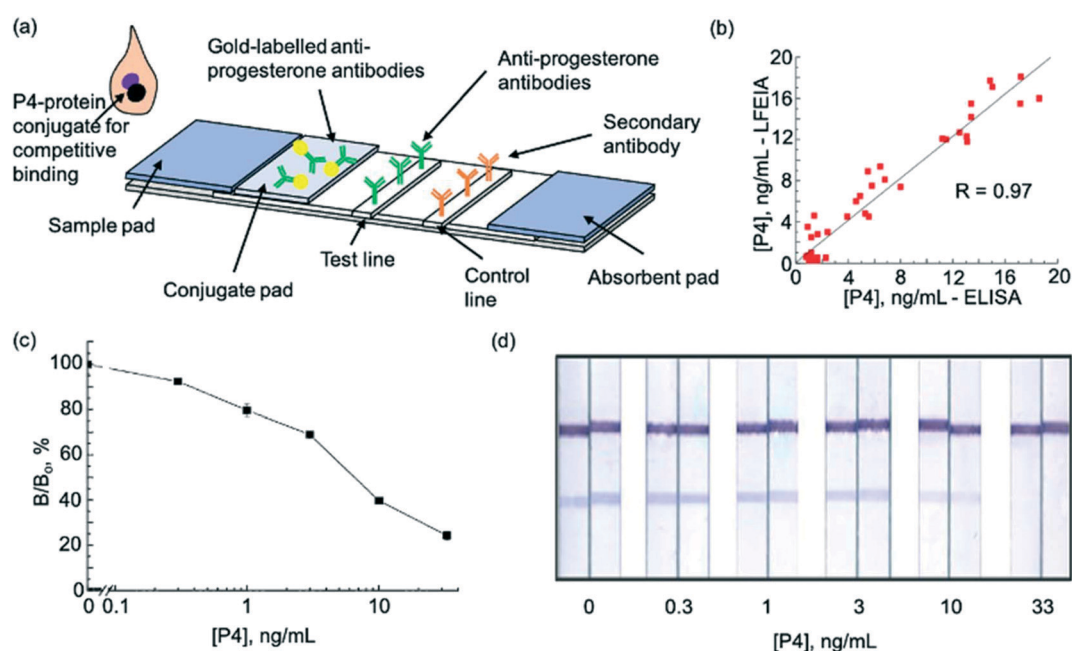 (a)
Gold-labelled anti-
progesterone antibodies
Anti-progesterone
antibodies
P4-protein
conjugate for
competitive
binding
Secondary
antibody
Sample pad
Conjugate pad
Test line
Control
line
Absorbent pad
(b)
[P4], ng/mL - LFEIA
20
18
16
12
8
4
0
R = 0.97
0 4 8 12 16 20
[P4], ng/mL - ELISA
(c)
B/B₀, %
100
80
60
40
20
0
0 0.1 1 10
[P4], ng/mL
(d)
0 0.3 1 3 10 33
[P4], ng/mL